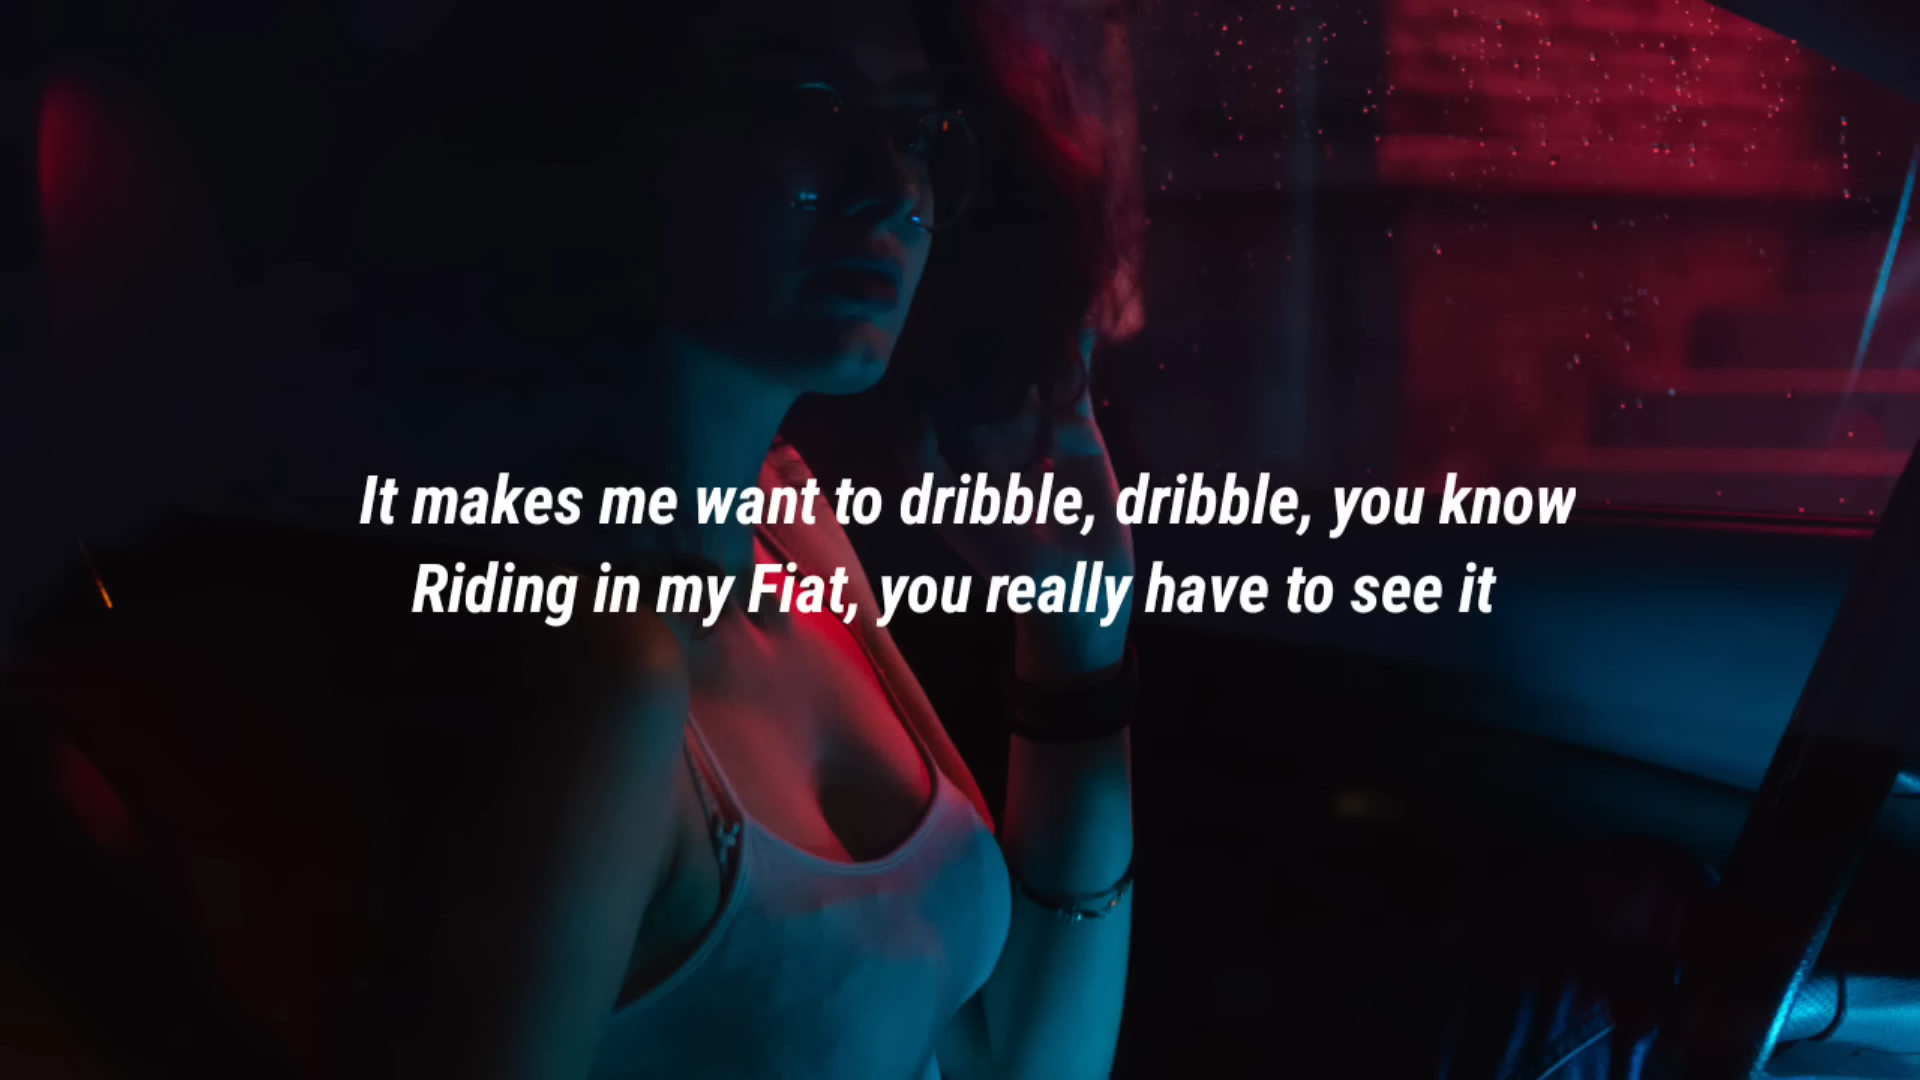 It makes me want to dribble, dribble, you know
Riding in my Fiat, you really have to see it